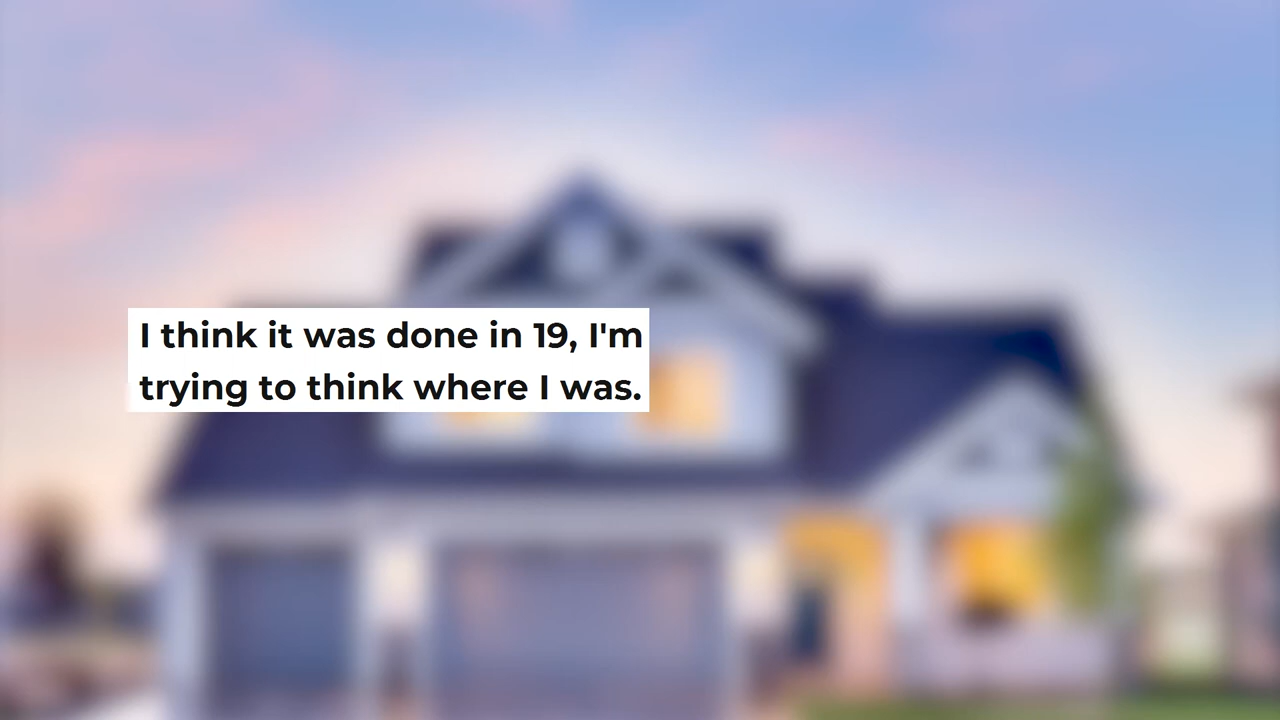 I think it was done in 19, I'm
trying to think where I was.